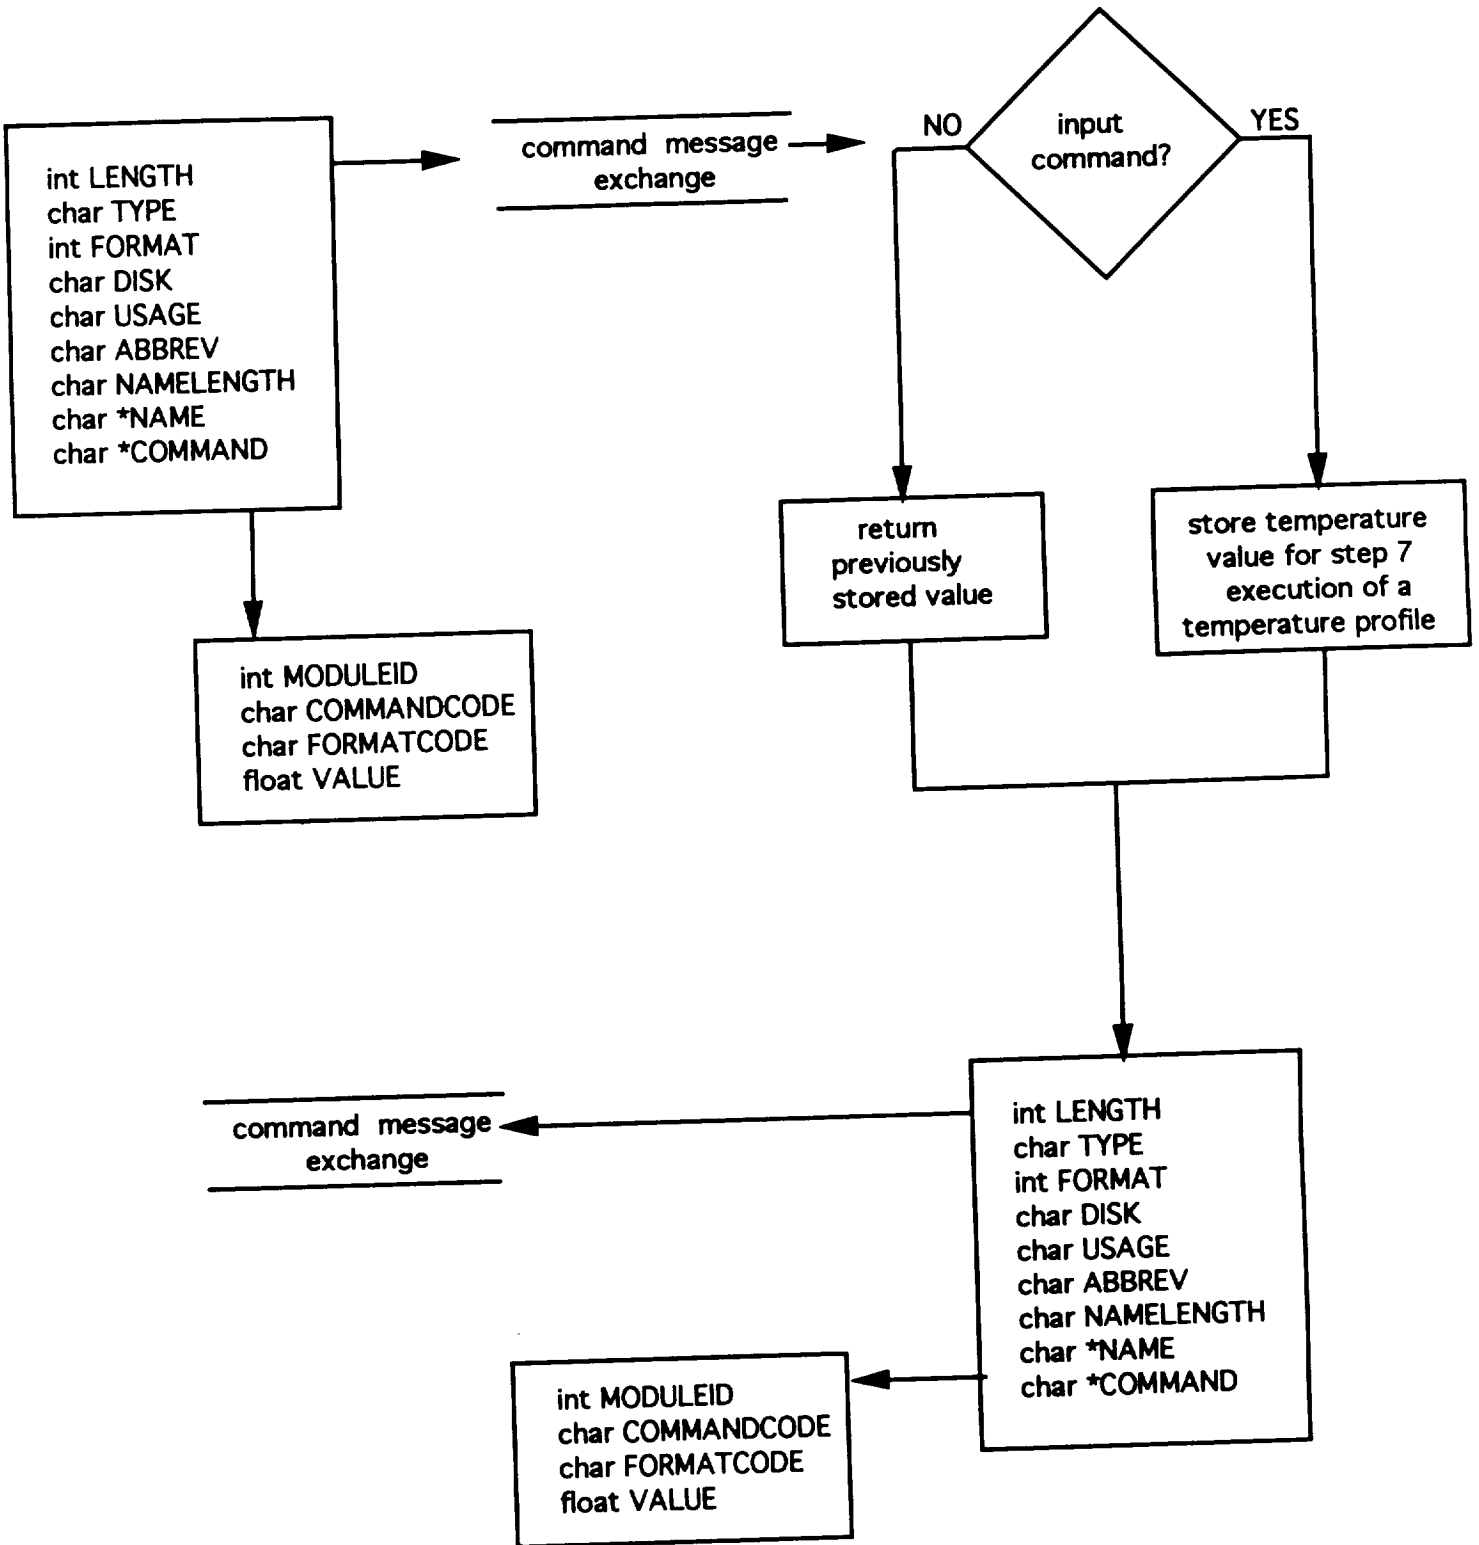 int LENGTH
char TYPE
int FORMAT
char DISK
char USAGE
char ABBREV
char NAMELENGTH
char *NAME
char *COMMAND
command message
exchange
NO
input
command?
YES
return
previously
stored value
store temperature
value for step 7
execution of a
temperature profile
int MODULEID
char COMMANDCODE
char FORMATCODE
float VALUE
command message
exchange
int LENGTH
char TYPE
int FORMAT
char DISK
char USAGE
char ABBREV
char NAMELENGTH
char *NAME
char *COMMAND
int MODULEID
char COMMANDCODE
char FORMATCODE
float VALUE